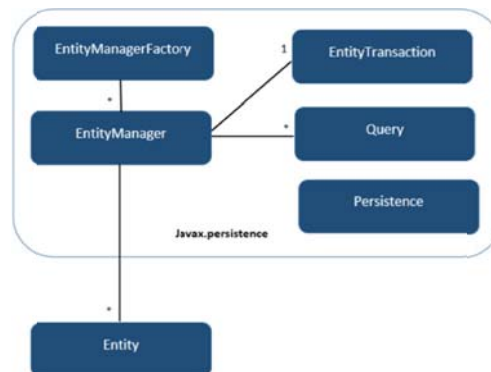 EntityManagerFactory
1
EntityTransaction
*
EntityManager
*
Query
Persistence
Javax.persistence
*
Entity